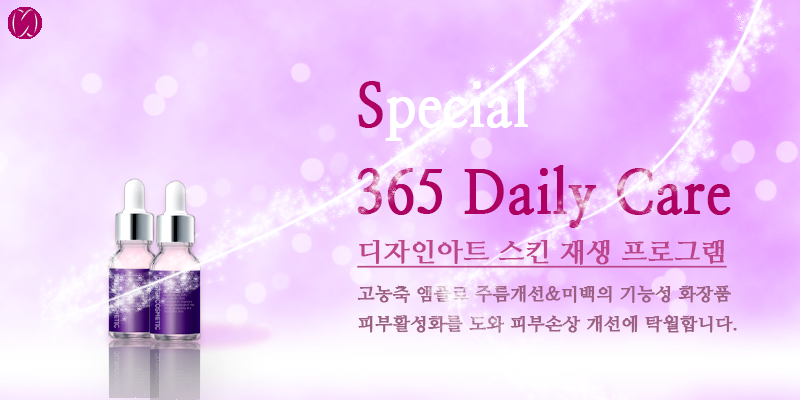 Special
365 Daily Care
디자인아트 스킨 재생 프로그램
고농축 앰플로 주름개선&미백의 기능성 화장품
피부활성화를 도와 피부손상 개선에 탁월합니다.
COSMETIC